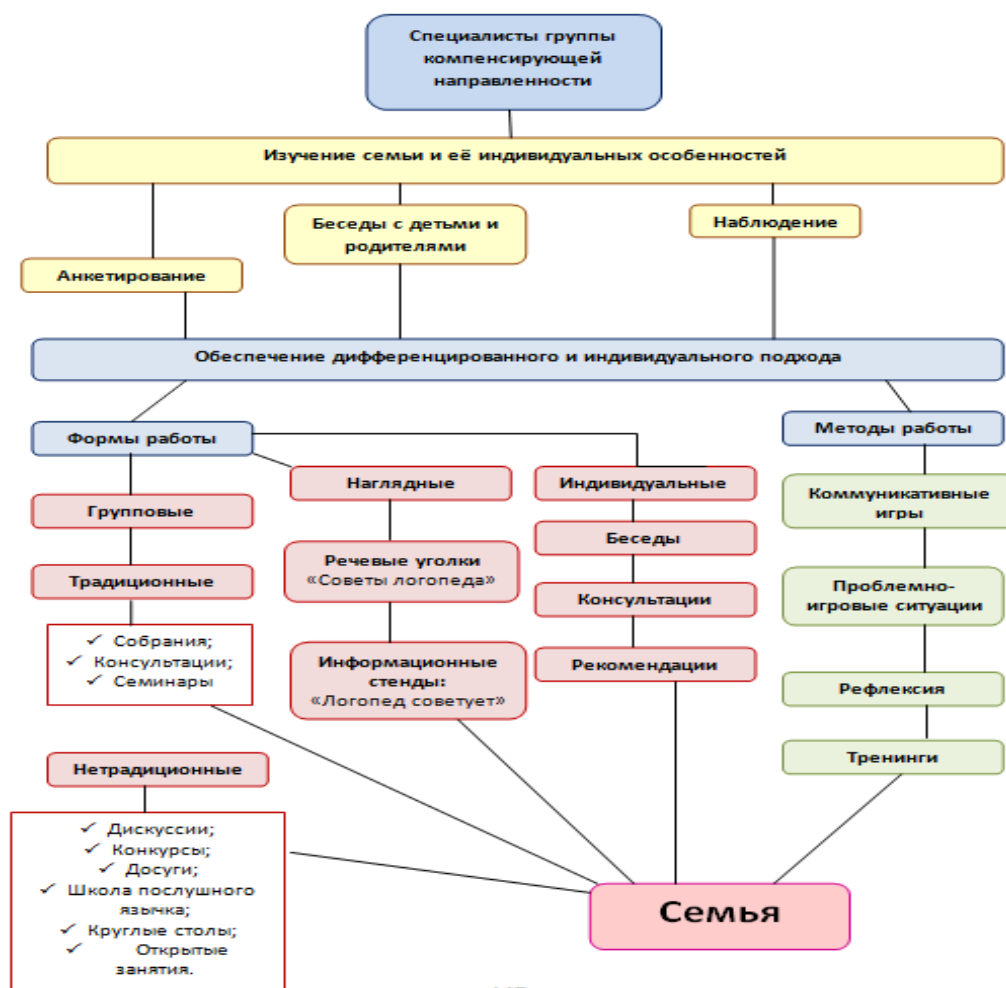 Специалисты группы
компенсирующей
направленности
Изучение семьи и её индивидуальных особенностей
Анкетирование
Беседы с детьми и
родителями
Наблюдение
Обеспечение дифференцированного и индивидуального подхода
Формы работы
Групповые
Традиционные
✓ Собрания;
✓ Консультации;
✓ Семинары
Нетрадиционные
✓ Дискуссии;
✓ Конкурсы;
✓ Досуги;
✓ Школа послушного
язычка;
✓ Круглые столы;
✓ Открытые
занятия.
Наглядные
Речевые уголки
«Советы логопеда»
Информационные
стенды:
«Логопед советует»
Индивидуальные
Беседы
Консультации
Рекомендации
Методы работы
Коммуникативные
игры
Проблемно-
игровые ситуации
Рефлексия
Тренинги
Семья